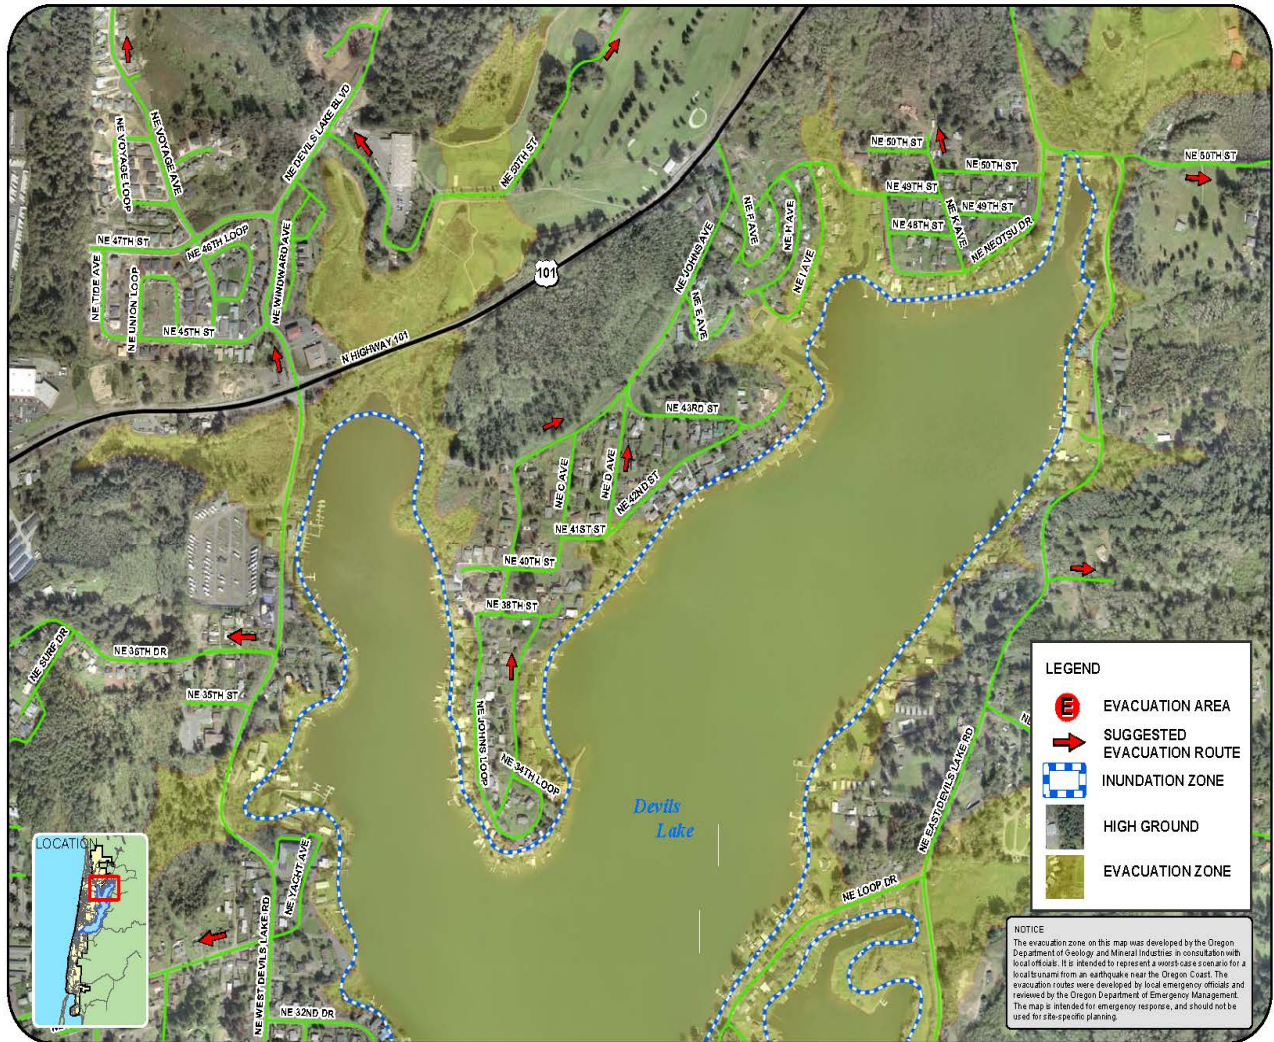 NE VOYAGE LOOP
NE VOYAGE AVE
NE DEVILS LAKE BLVD
NE 50TH ST
NE 47TH ST
NE 46TH LOOP
NE TIDE AVE
NE UNION LOOP
NE 45TH ST
NE WINDWARD AVE
N HIGHWAY 101
101
NE JOHNS AVE
NE F AVE
NE H AVE
NE I AVE
NE E AVE
NE 50TH ST
NE 50TH ST
NE 50TH ST
NE 49TH ST
NE 49TH ST
NE 48TH ST
NE K AVE
NE NEOTSU DR
NE 43RD ST
NE C AVE
NE D AVE
NE 42ND ST
NE 41ST ST
NE 40TH ST
NE 38TH ST
NE JOHNS LOOP
NE 34TH LOOP
NE SURF DR
NE 36TH DR
NE 35TH ST
NE YACHT AVE
NE WEST DEVILS LAKE RD
NE 32ND DR
Devils
Lake
NE EAST DEVILS LAKE RD
NE LOOP DR
LOCATION
LEGEND
E
EVACUATION AREA
SUGGESTED
EVACUATION ROUTE
INUNDATION ZONE
HIGH GROUND
EVACUATION ZONE
NOTICE
The evacuation zone on this map was developed by the Oregon
Department of Geology and Mineral Industries in consultation with
local officials. It is intended to represent a worst-case scenario for a
local tsunami from an earthquake near the Oregon Coast. The
evacuation routes were developed by local emergency officials and
reviewed by the Oregon Department of Emergency Management.
The map is intended for emergency response, and should not be
used for site-specific planning.